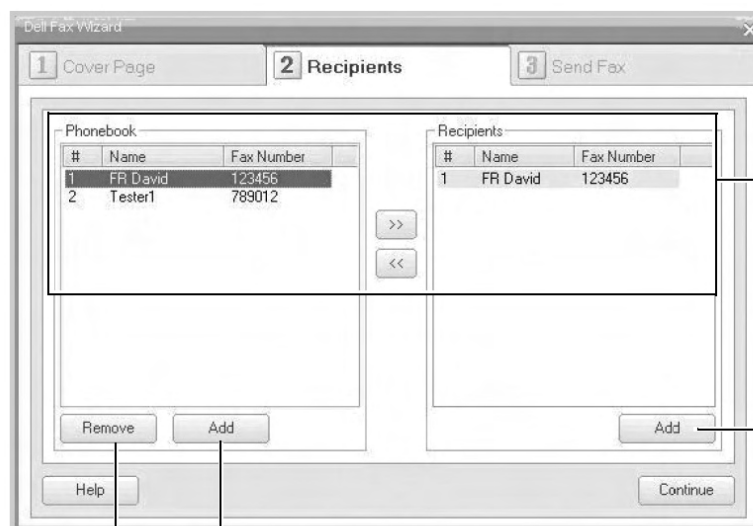 Dell Fax Wizard
1 Cover Page 2 Recipients 3 Send Fax
Phonebook Recipients
# Name Fax Number # Name Fax Number
1 FR David 123456 1 FR David 123456
2 Tester1 789012
>>
<<
Remove Add Add
Help Continue